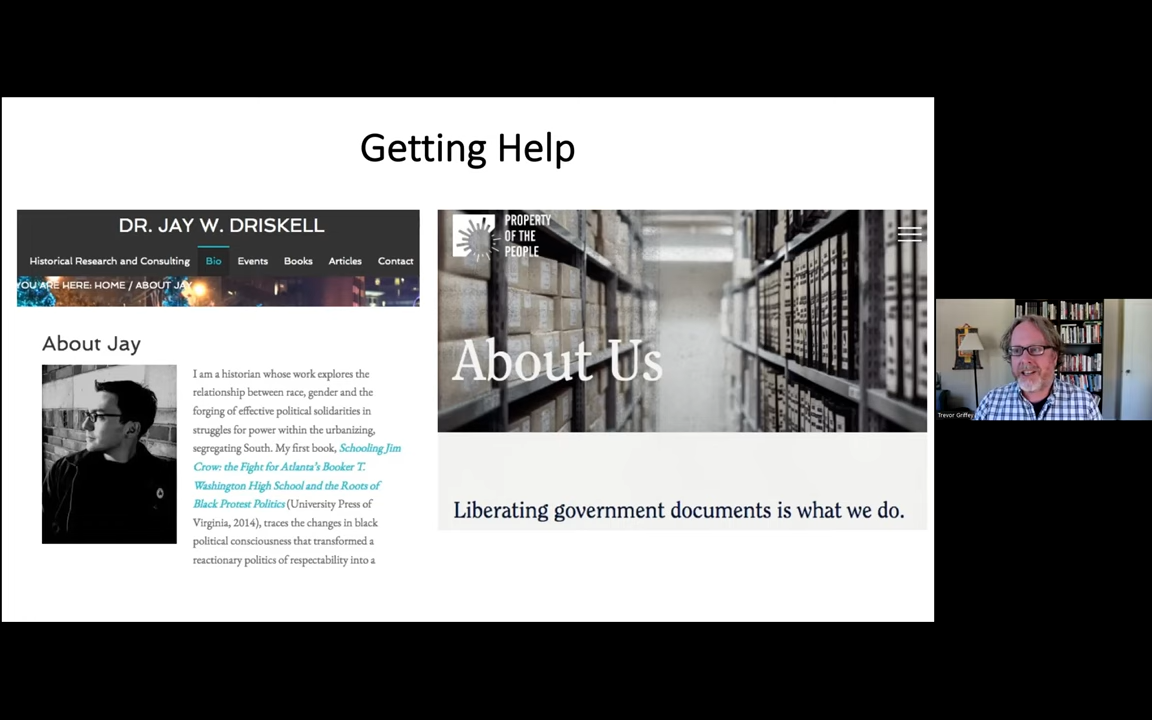 Getting Help
DR. JAY W. DRISKELL
Historical Research and Consulting Bio Events Books Articles Contact
YOU ARE HERE: HOME / ABOUT JAY
About Jay
I am a historian whose work explores the
relationship between race, gender and the
forging of effective political solidarities in
struggles for power within the urbanizing,
segregating South. My first book, Schooling Jim
Crow: the Fight for Atlanta's Booker T.
Washington High School and the Roots of
Black Protest Politics (University Press of
Virginia, 2014), traces the changes in black
political consciousness that transformed a
reactionary politics of respectability into a
PROPERTY
OF THE
PEOPLE
About Us
Liberating government documents is what we do.
Trevor Griffey